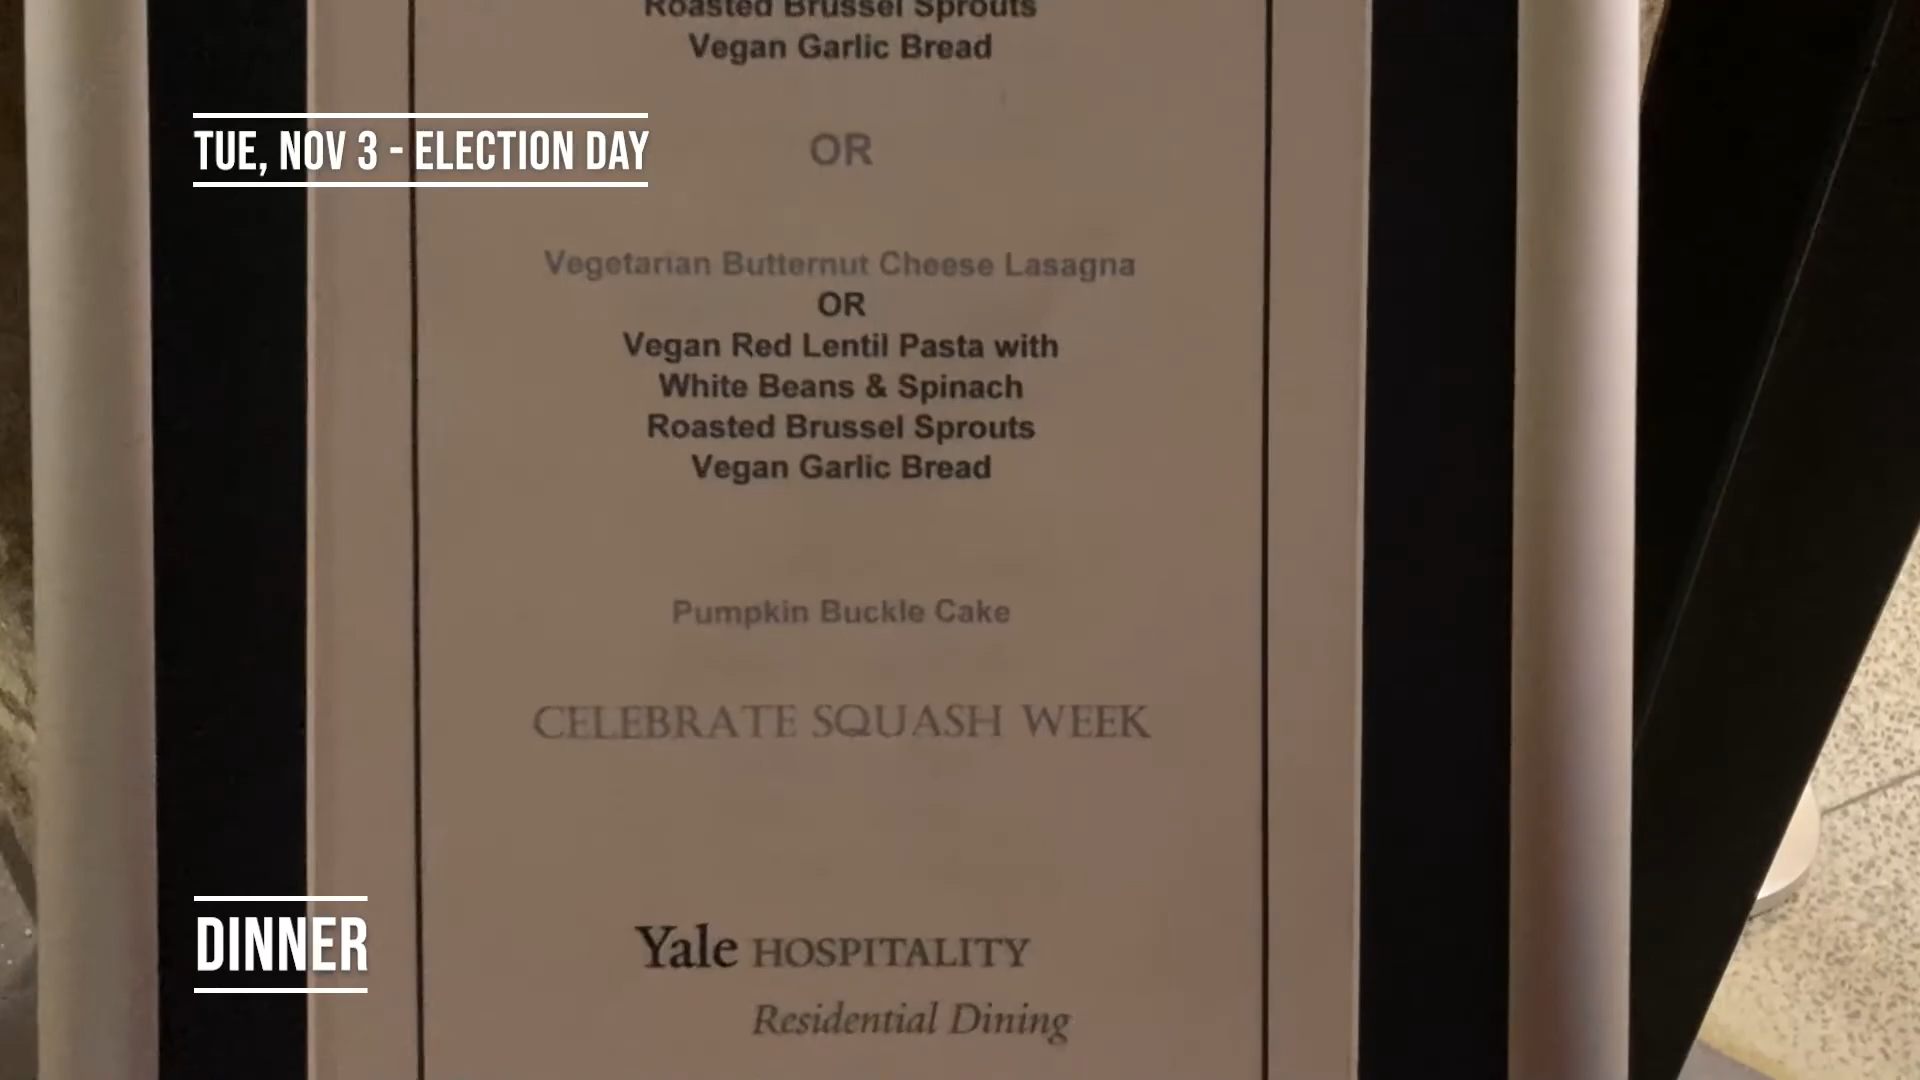 Roasted Brussel Sprouts
Vegan Garlic Bread
TUE, NOV 3 - ELECTION DAY
OR
Vegetarian Butternut Cheese Lasagna
OR
Vegan Red Lentil Pasta with
White Beans & Spinach
Roasted Brussel Sprouts
Vegan Garlic Bread
Pumpkin Buckle Cake
CELEBRATE SQUASH WEEK
DINNER
Yale HOSPITALITY
Residential Dining